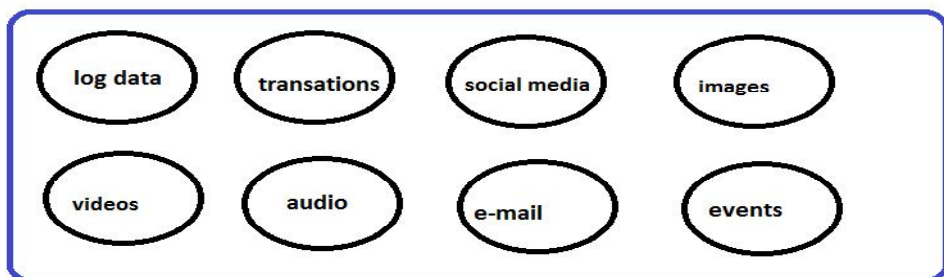 log data
transations
social media
images
videos
audio
e-mail
events